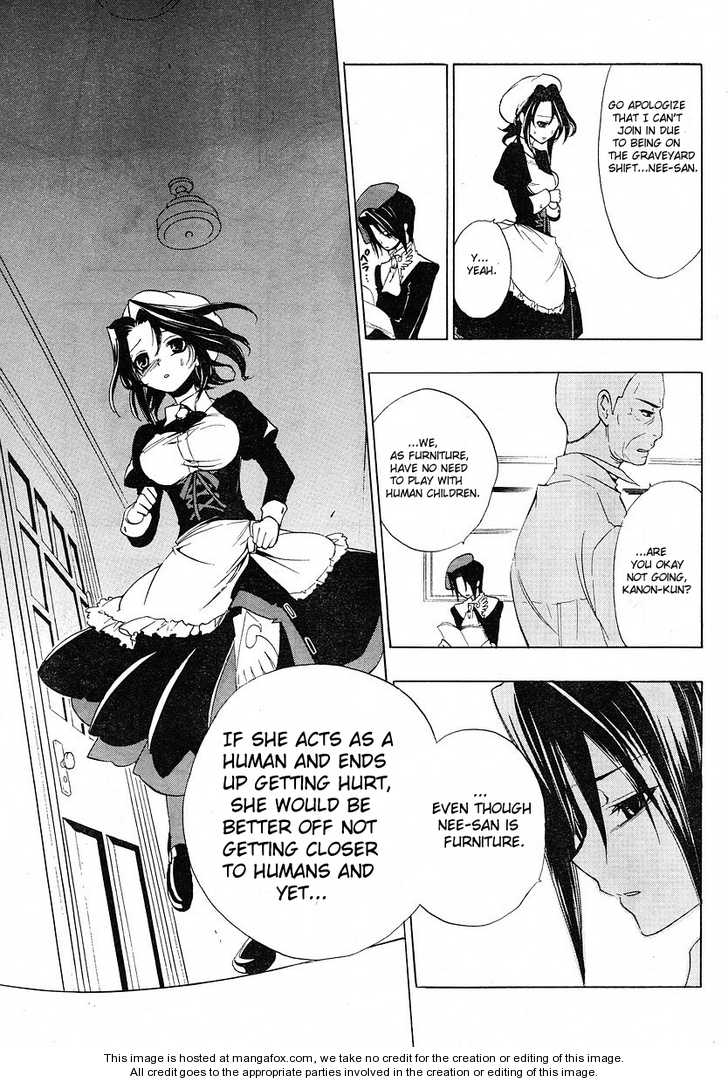 GO APOLOGIZE
THAT I CAN'T
JOIN IN DUE
TO BEING ON
THE GRAVEYARD
SHIFT...NEE-SAN.
Y...
YEAH.
...WE,
AS FURNITURE,
HAVE NO NEED
TO PLAY WITH
HUMAN CHILDREN.
...ARE
YOU OKAY
NOT GOING,
KANON-KUN?
...
EVEN THOUGH
NEE-SAN IS
FURNITURE.
IF SHE ACTS AS A
HUMAN AND ENDS
UP GETTING HURT,
SHE WOULD BE
BETTER OFF NOT
GETTING CLOSER
TO HUMANS AND
YET...
This image is hosted at mangafox.com, we take no credit for the creation or editing of this image.
All credit goes to the appropriate parties involved in the creation or editing of this image.